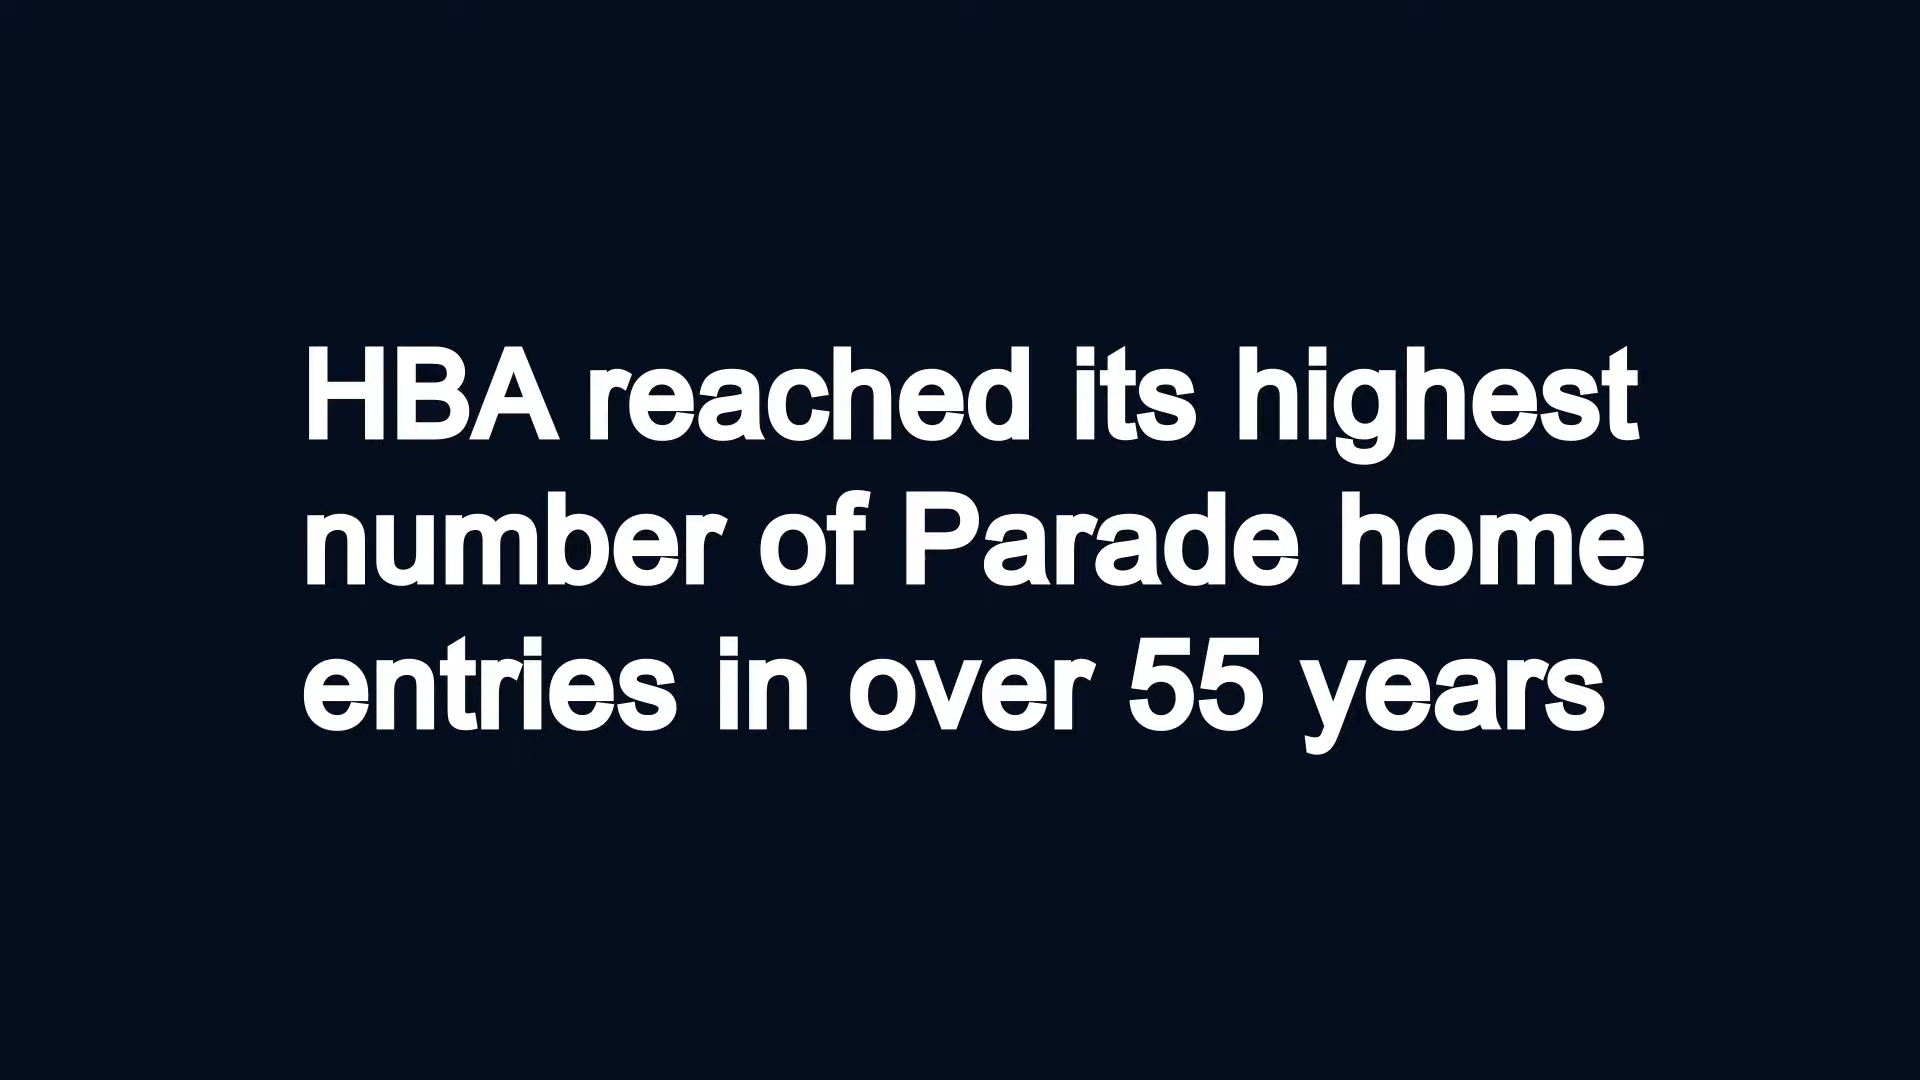 HBA reached its highest
number of Parade home
entries in over 55 years